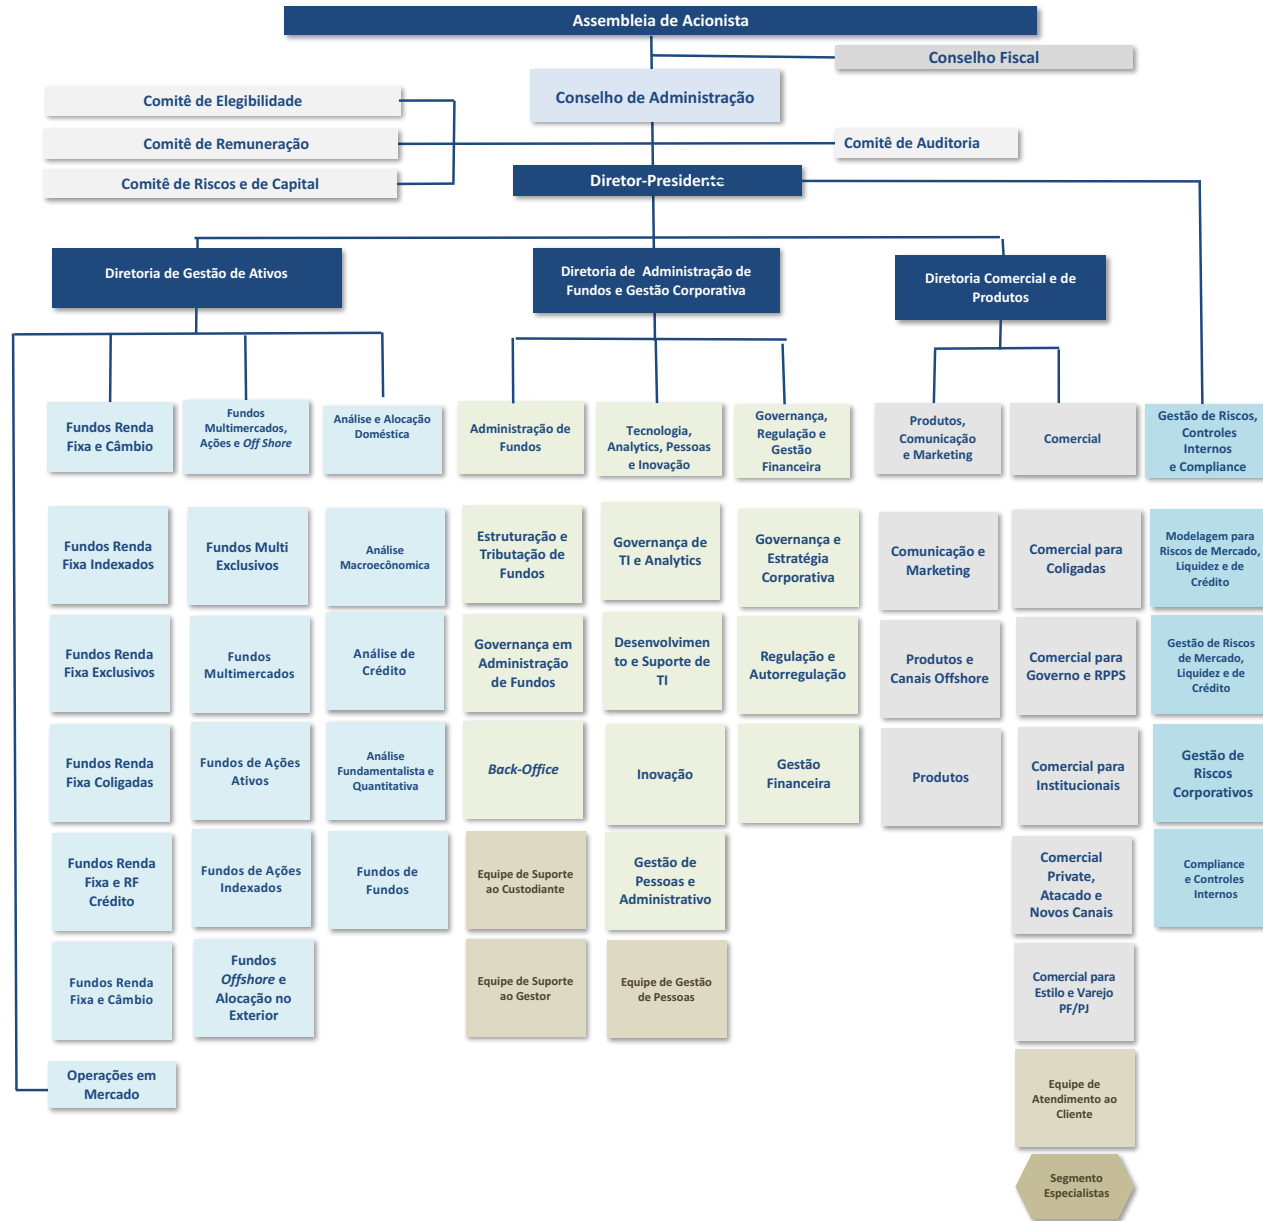 Assembleia de Acionista
Conselho Fiscal
Conselho de Administração
Comitê de Elegibilidade
Comitê de Remuneração
Comitê de Auditoria
Comitê de Riscos e de Capital
Diretor-Presidente
Diretoria de Gestão de Ativos
Diretoria de Administração de
Fundos e Gestão Corporativa
Diretoria Comercial e de
Produtos
Fundos Renda
Fixa e Câmbio
Fundos
Multimercados,
Ações e Off Shore
Análise e Alocação
Doméstica
Administração de
Fundos
Tecnologia,
Analytics, Pessoas
e Inovação
Governança,
Regulação e
Gestão
Financeira
Produtos,
Comunicação
e Marketing
Comercial
Gestão de Riscos,
Controles
Internos
e Compliance
Fundos Renda
Fixa Indexados
Fundos Multi
Exclusivos
Análise
Macroecônomica
Estruturação e
Tributação de
Fundos
Governança de
TI e Analytics
Governança e
Estratégia
Corporativa
Comunicação e
Marketing
Comercial para
Coligadas
Modelagem para
Riscos de Mercado,
Liquidez e de
Crédito
Fundos Renda
Fixa Exclusivos
Fundos
Multimercados
Análise de
Crédito
Governança em
Administração
de Fundos
Desenvolvimen
to e Suporte de
TI
Regulação e
Autorregulação
Produtos e
Canais Offshore
Comercial para
Governo e RPPS
Gestão de Riscos
de Mercado,
Liquidez e de
Crédito
Fundos Renda
Fixa Coligadas
Fundos de Ações
Ativos
Análise
Fundamentalista e
Quantitativa
Back-Office
Inovação
Gestão
Financeira
Produtos
Comercial para
Institucionais
Gestão de
Riscos
Corporativos
Fundos Renda
Fixa e RF
Crédito
Fundos de Ações
Indexados
Fundos de
Fundos
Equipe de Suporte
ao Custodiante
Gestão de
Pessoas e
Administrativo
Comercial
Private,
Atacado e
Novos Canais
Compliance
e Controles
Internos
Fundos Renda
Fixa e Câmbio
Fundos
Offshore e
Alocação no
Exterior
Equipe de Suporte
ao Gestor
Equipe de Gestão
de Pessoas
Comercial para
Estilo e Varejo
PF/PJ
Operações em
Mercado
Equipe de
Atendimento ao
Cliente
Segmento
Especialistas